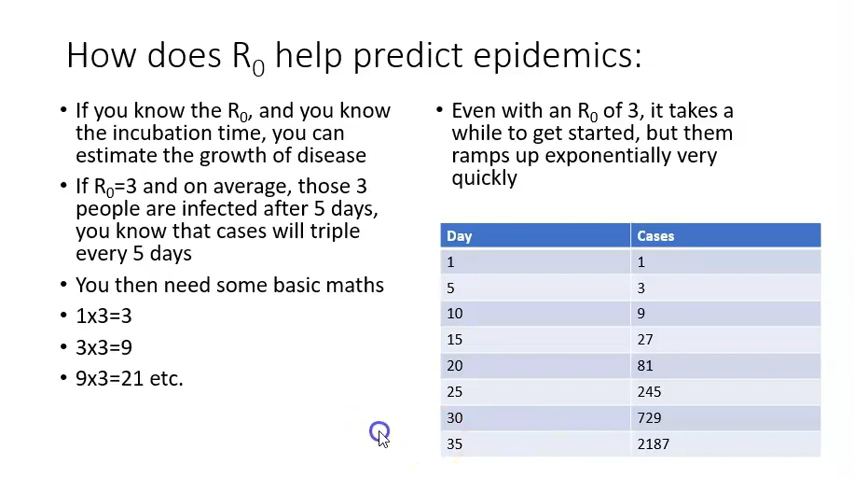 How does R₀ help predict epidemics:
• If you know the R₀, and you know
the incubation time, you can
estimate the growth of disease
• If R₀=3 and on average, those 3
people are infected after 5 days,
you know that cases will triple
every 5 days
• You then need some basic maths
• 1x3=3
• 3x3=9
• 9x3=21 etc.
• Even with an R₀ of 3, it takes a
while to get started, but them
ramps up exponentially very
quickly
Day Cases
1 1
5 3
10 9
15 27
20 81
25 245
30 729
35 2187